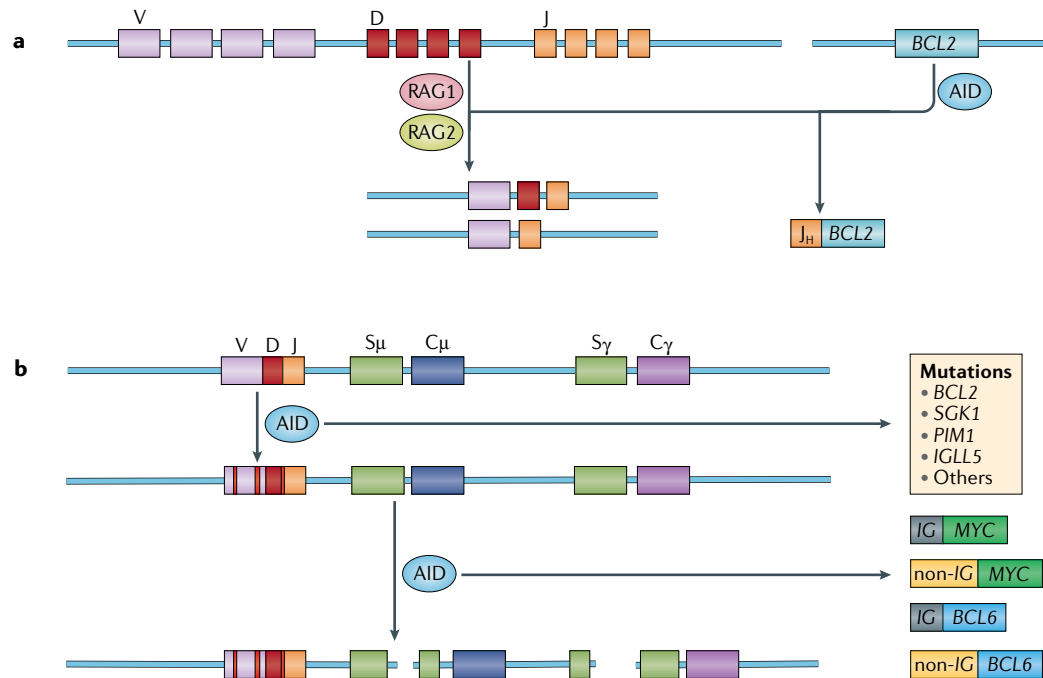 V D J
a
BCL2
RAG1
AID
RAG2
J_H BCL2
b
V D J Sμ Cμ Sγ Cγ
AID
Mutations
• BCL2
• SGK1
• PIM1
• IGLL5
• Others
AID
IG MYC
non-IG MYC
IG BCL6
non-IG BCL6